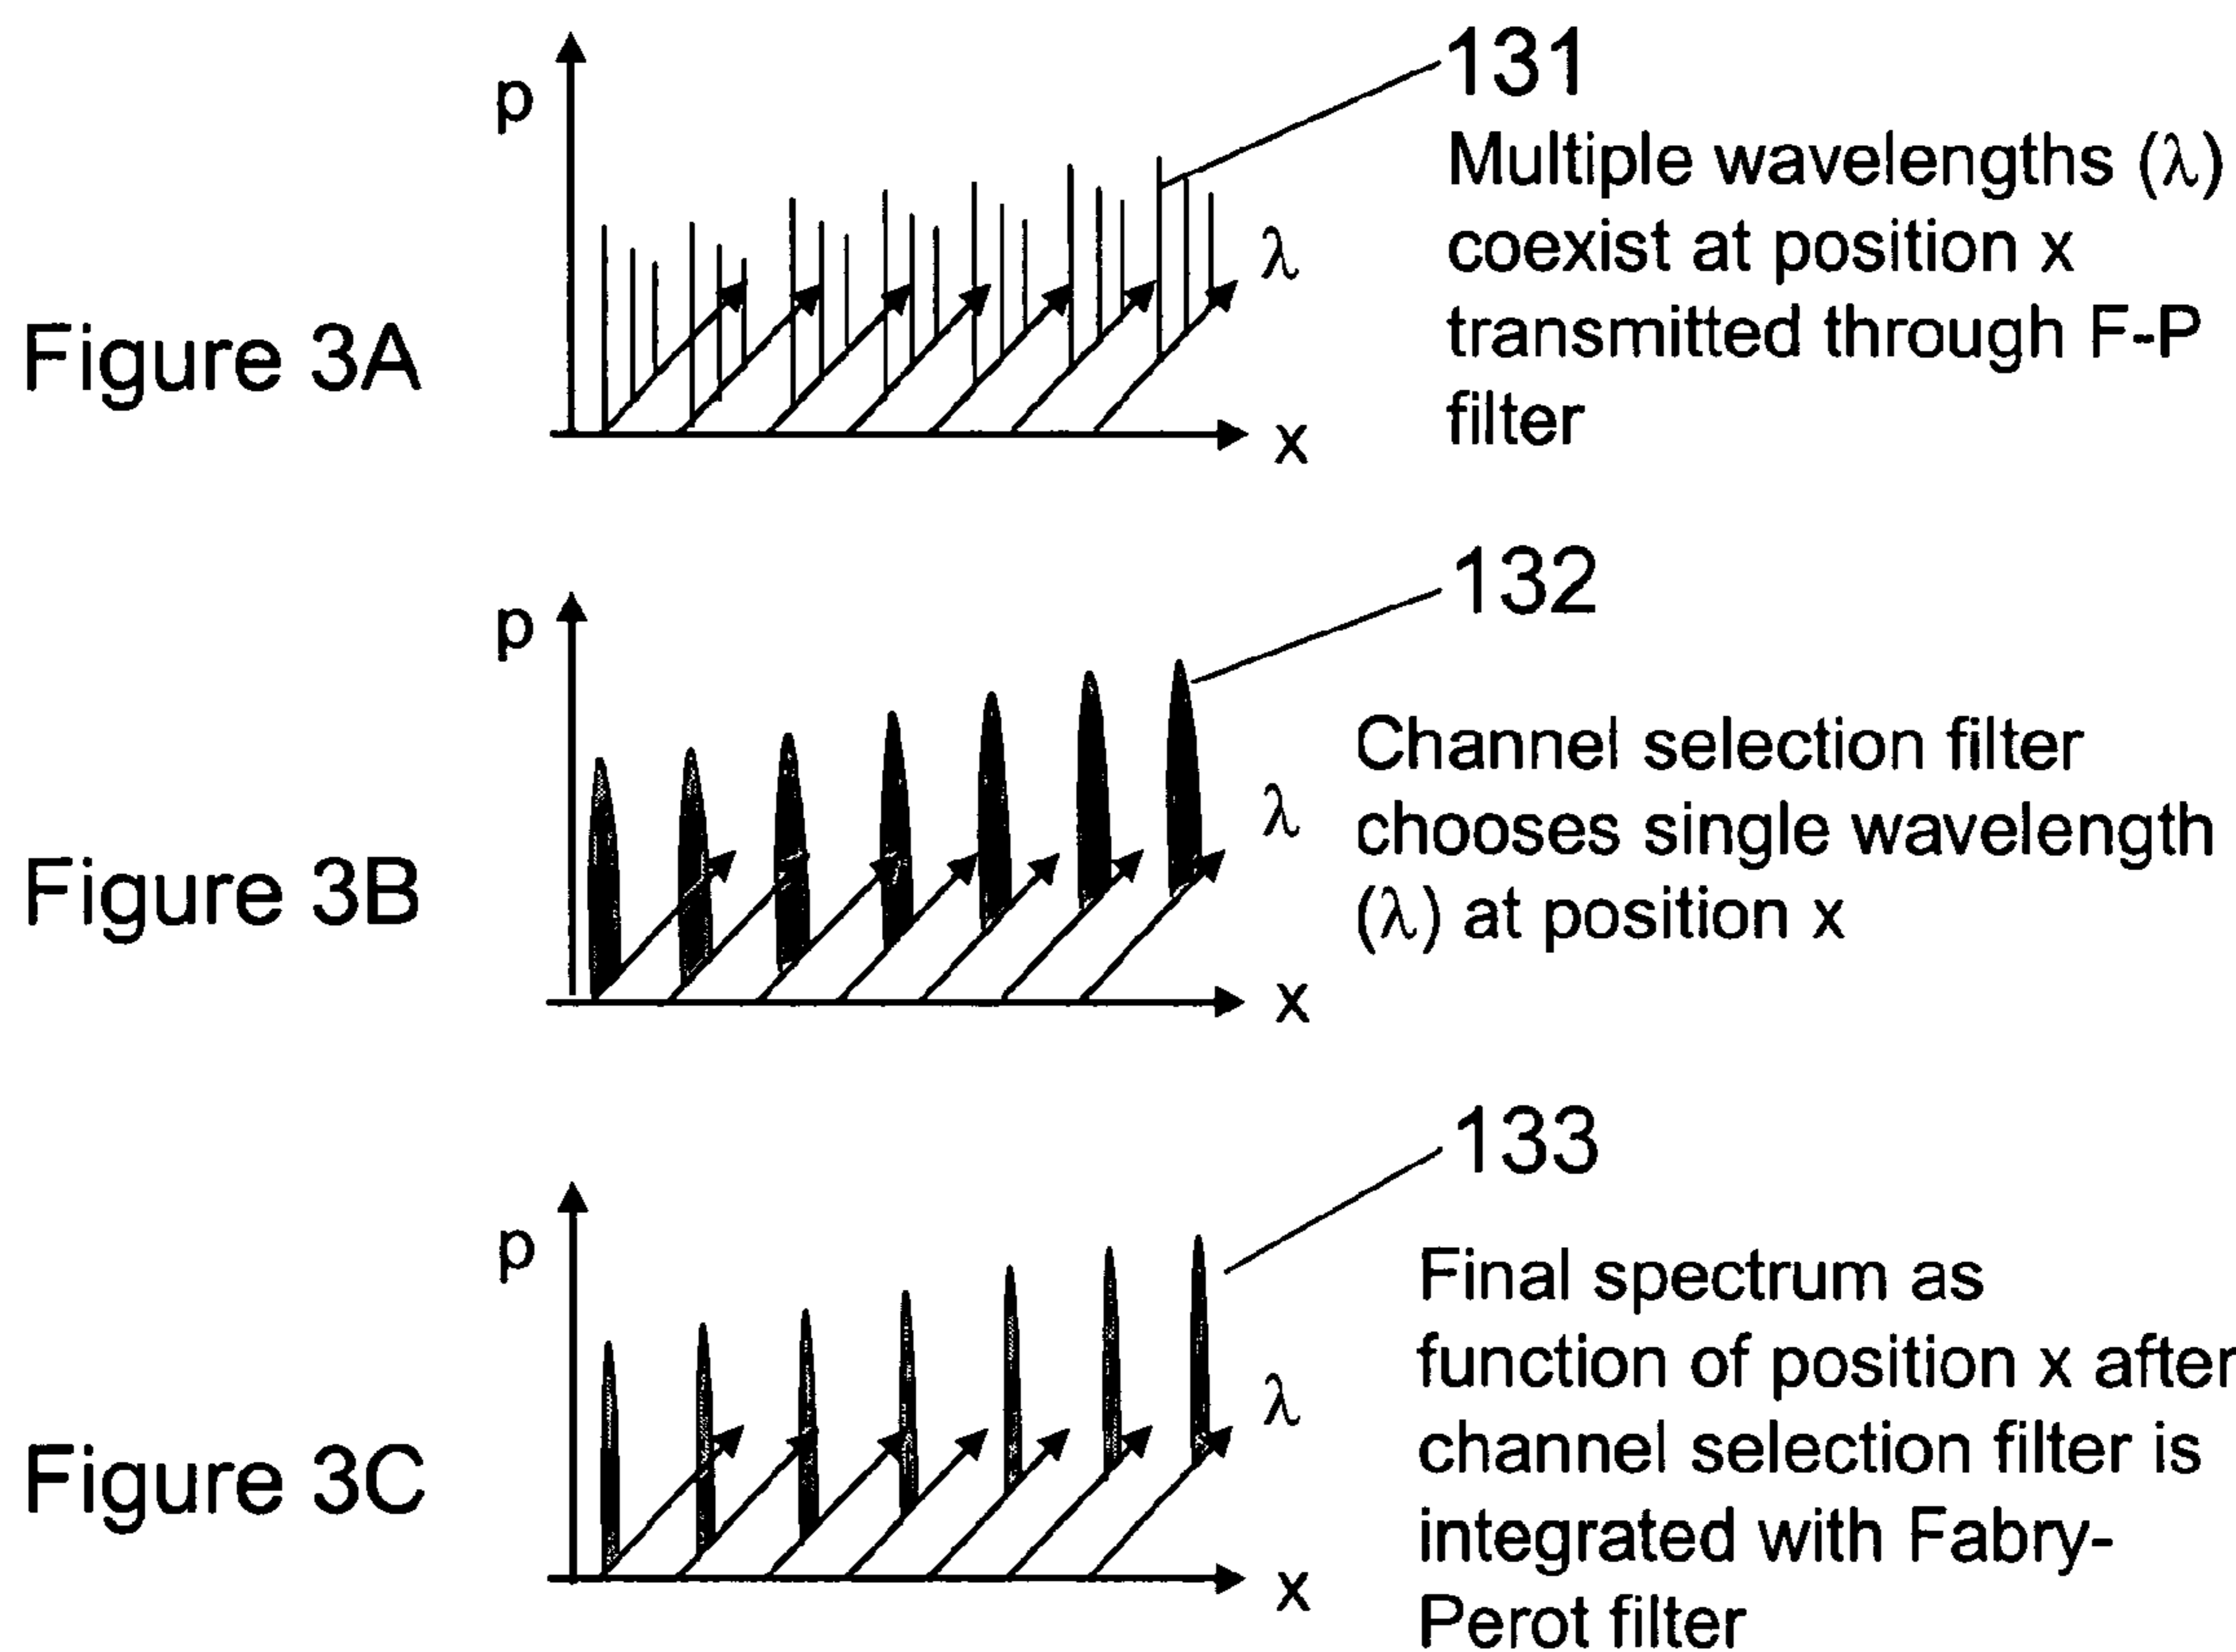 Figure 3A
p
λ
x
131
Multiple wavelengths (λ)
coexist at position x
transmitted through F-P
filter
Figure 3B
p
λ
x
132
Channel selection filter
chooses single wavelength
(λ) at position x
Figure 3C
p
λ
x
133
Final spectrum as
function of position x after
channel selection filter is
integrated with Fabry-
Perot filter